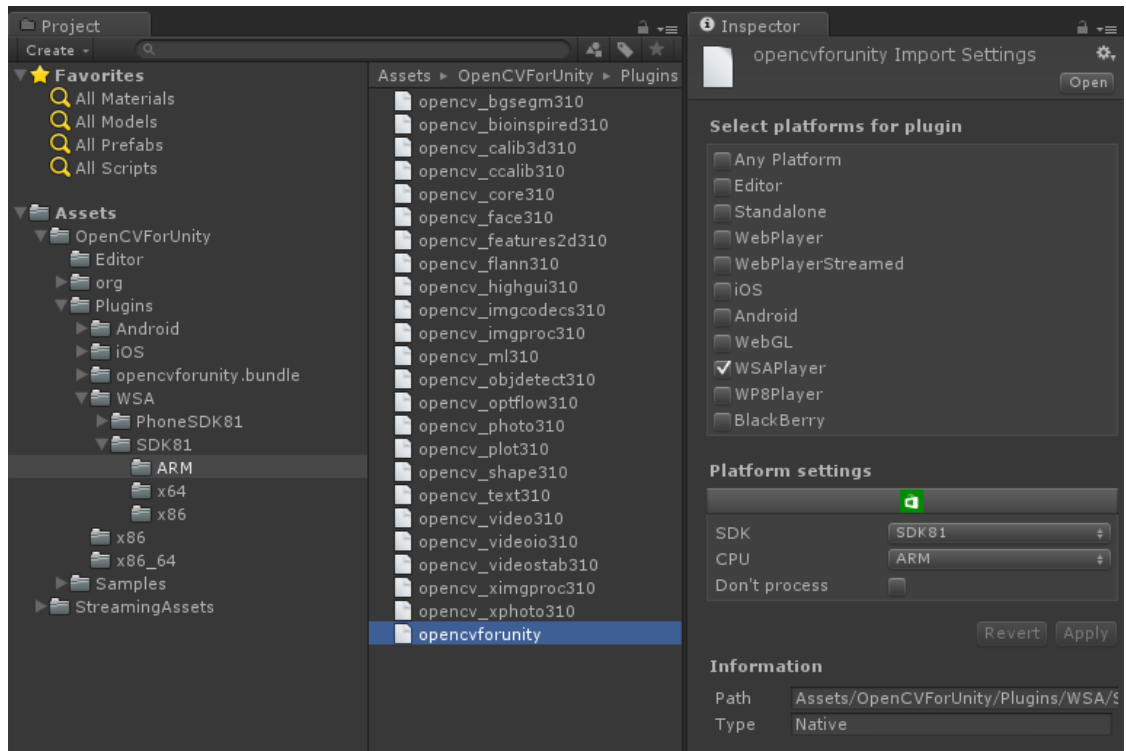 Project
Create
Favorites
All Materials
All Models
All Prefabs
All Scripts
Assets
OpenCVForUnity
Editor
org
Plugins
Android
iOS
opencvforunity.bundle
WSA
PhoneSDK81
SDK81
ARM
x64
x86
x86
x86_64
Samples
StreamingAssets
Assets ▸ OpenCVForUnity ▸ Plugins
opencv_bgsegm310
opencv_bioinspired310
opencv_calib3d310
opencv_ccalib310
opencv_core310
opencv_face310
opencv_features2d310
opencv_flann310
opencv_highgui310
opencv_imgcodecs310
opencv_imgproc310
opencv_ml310
opencv_objdetect310
opencv_optflow310
opencv_photo310
opencv_plot310
opencv_shape310
opencv_text310
opencv_video310
opencv_videoio310
opencv_videostab310
opencv_ximgproc310
opencv_xphoto310
opencvforunity
Inspector
opencvforunity Import Settings
Open
Select platforms for plugin
Any Platform
Editor
Standalone
WebPlayer
WebPlayerStreamed
iOS
Android
WebGL
WSAPlayer
WP8Player
BlackBerry
Platform settings
SDK SDK81
CPU ARM
Don't process
Revert Apply
Information
Path Assets/OpenCVForUnity/Plugins/WSA/S
Type Native